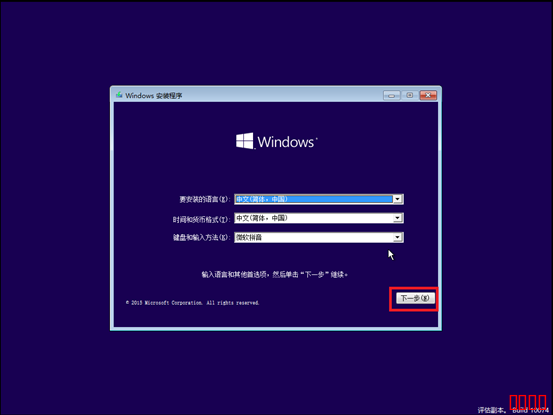 Windows 安装程序
Windows
要安装的语言(E): 中文(简体，中国)
时间和货币格式(T): 中文(简体，中国)
键盘和输入方法(K): 微软拼音
输入语言和其他首选项，然后单击“下一步”继续。
© 2015 Microsoft Corporation. All rights reserved.
下一步(N)
评估副本。 Build 10074